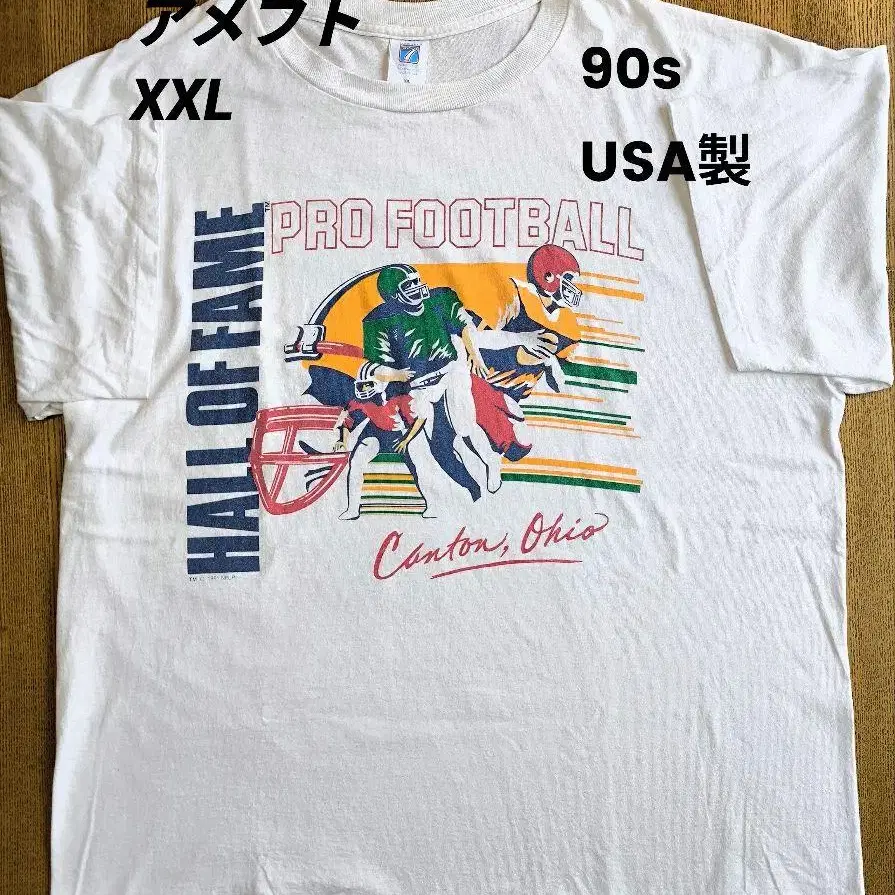 アメフト
XXL
90s
USA製
PRO FOOTBALL
HALL OF FAME
Canton, Ohio